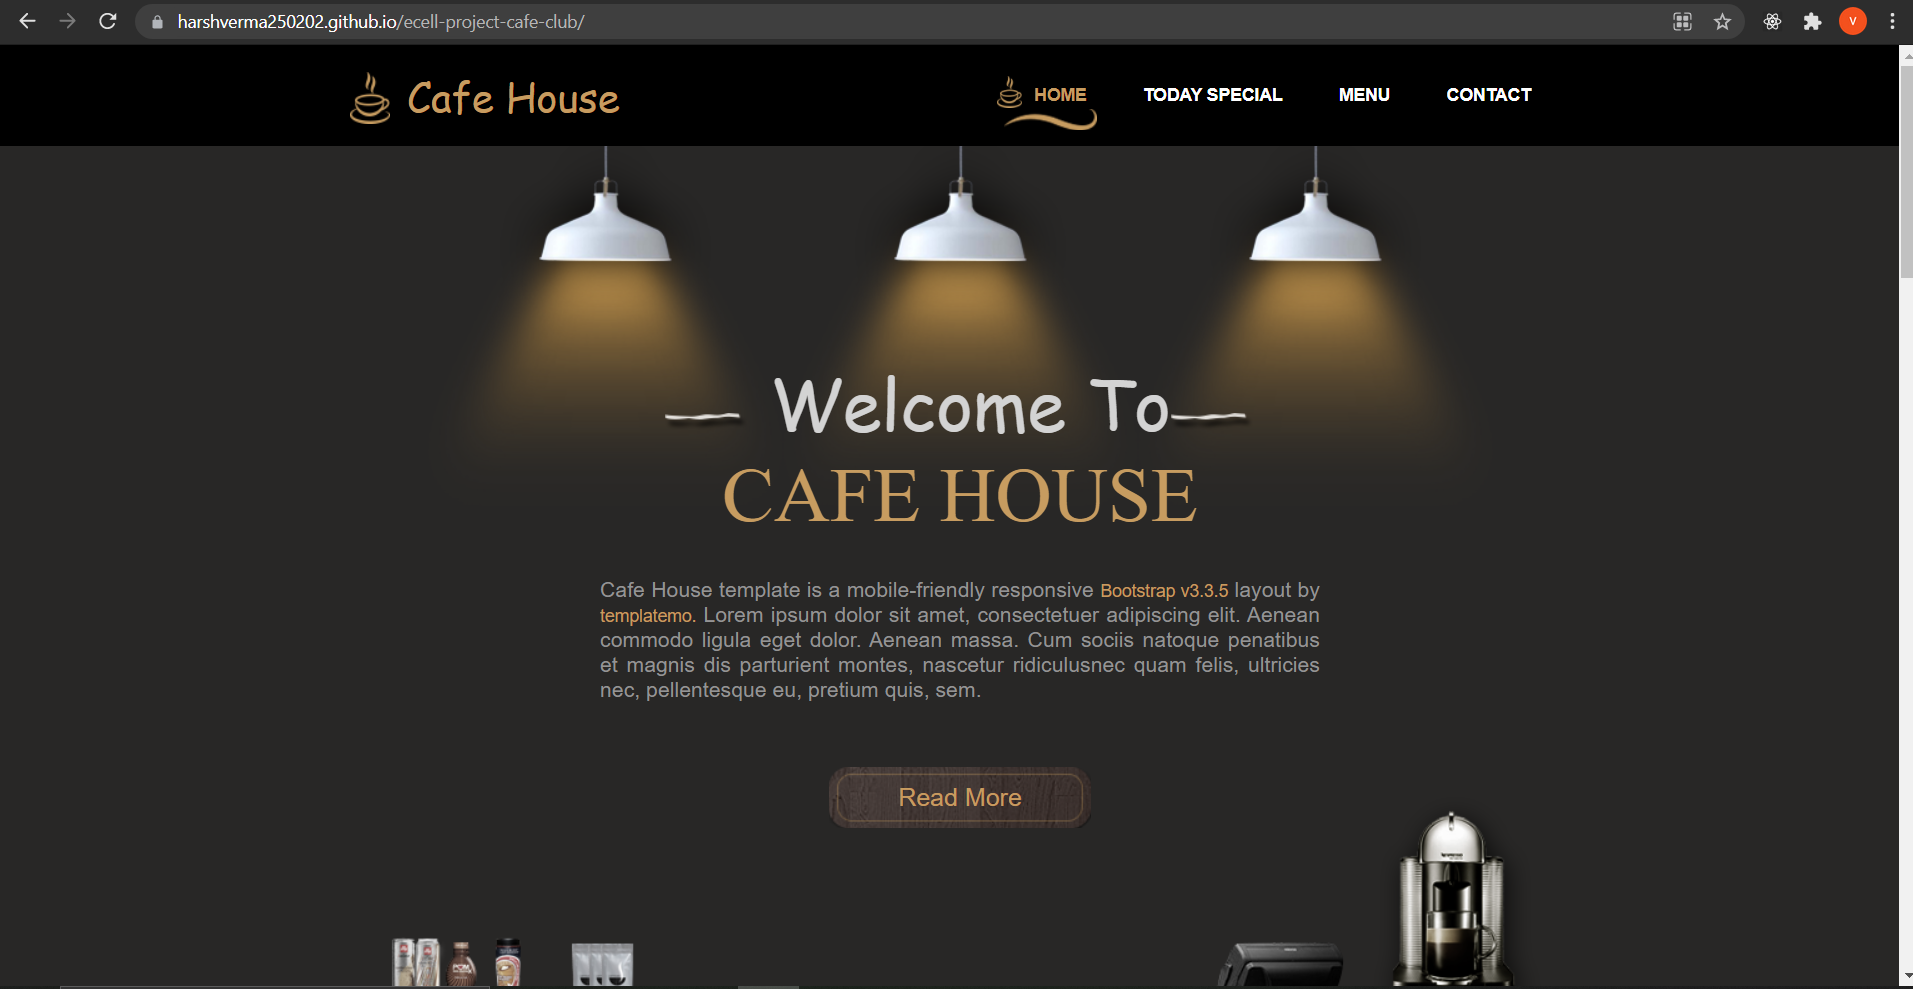 harshverma250202.github.io/ecell-project-cafe-club/
V
Cafe House
HOME
TODAY SPECIAL
MENU
CONTACT
Welcome To
CAFE HOUSE
Cafe House template is a mobile-friendly responsive Bootstrap v3.3.5 layout by
templatemo. Lorem ipsum dolor sit amet, consectetuer adipiscing elit. Aenean
commodo ligula eget dolor. Aenean massa. Cum sociis natoque penatibus
et magnis dis parturient montes, nascetur ridiculusnec quam felis, ultricies
nec, pellentesque eu, pretium quis, sem.
Read More